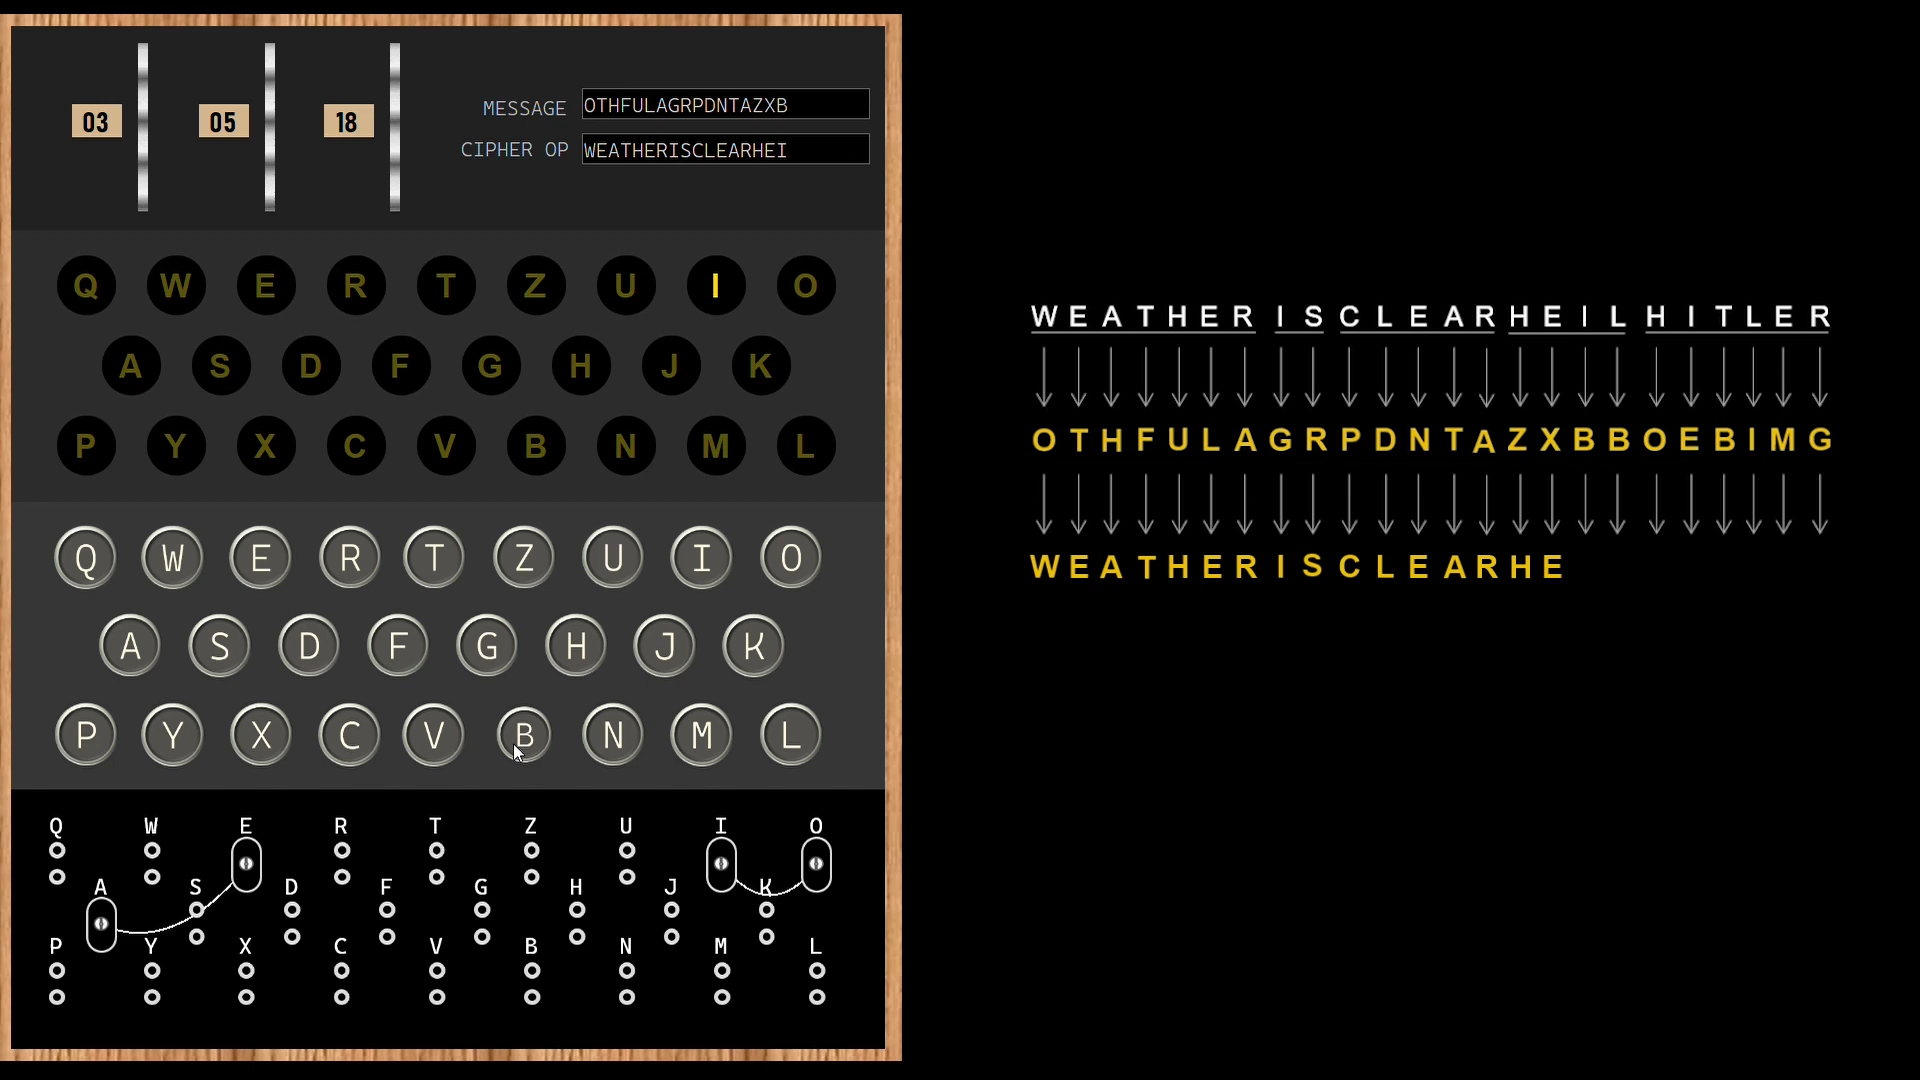 03 05 18
MESSAGE OTHFULAGRPDNTAZXB
CIPHER OP WEATHERISCLEARHEI
Q W E R T Z U I O
A S D F G H J K
P Y X C V B N M L
Q W E R T Z U I O
A S D F G H J K
P Y X C V B N M L
Q W E R T Z U I O
A S D F G H J K
P Y X C V B N M L
WEATHER IS CLEAR HEIL HITLER
OTHFULAGRPDNTAZXBBOEBIMG
WEATHERISCLEARHE